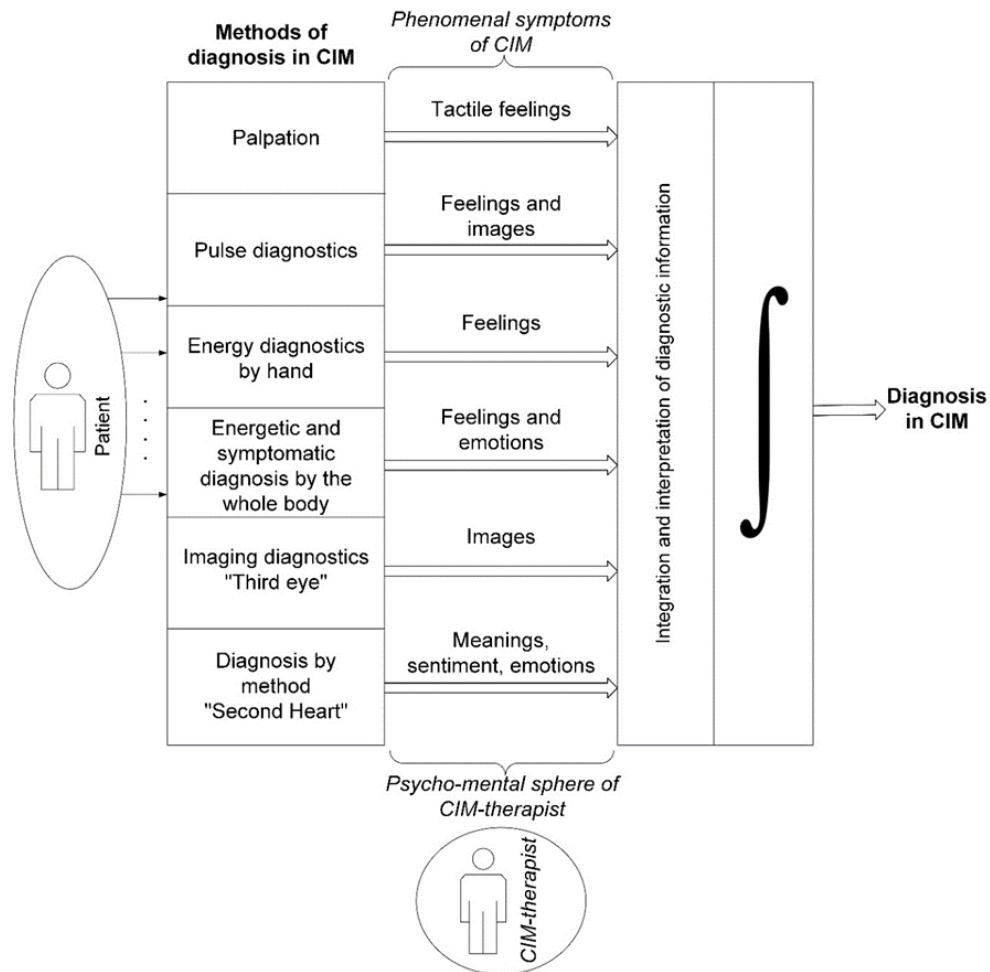 Methods of
diagnosis in CIM
Phenomenal symptoms
of CIM
Palpation
Tactile feelings
Pulse diagnostics
Feelings and
images
Energy diagnostics
by hand
Feelings
Energetic and
symptomatic
diagnosis by the
whole body
Feelings and
emotions
Imaging diagnostics
"Third eye"
Images
Diagnosis by
method
"Second Heart"
Meanings,
sentiment, emotions
Patient
Integration and interpretation of diagnostic information
∫
Diagnosis
in CIM
Psycho-mental sphere of
CIM-therapist
CIM-therapist